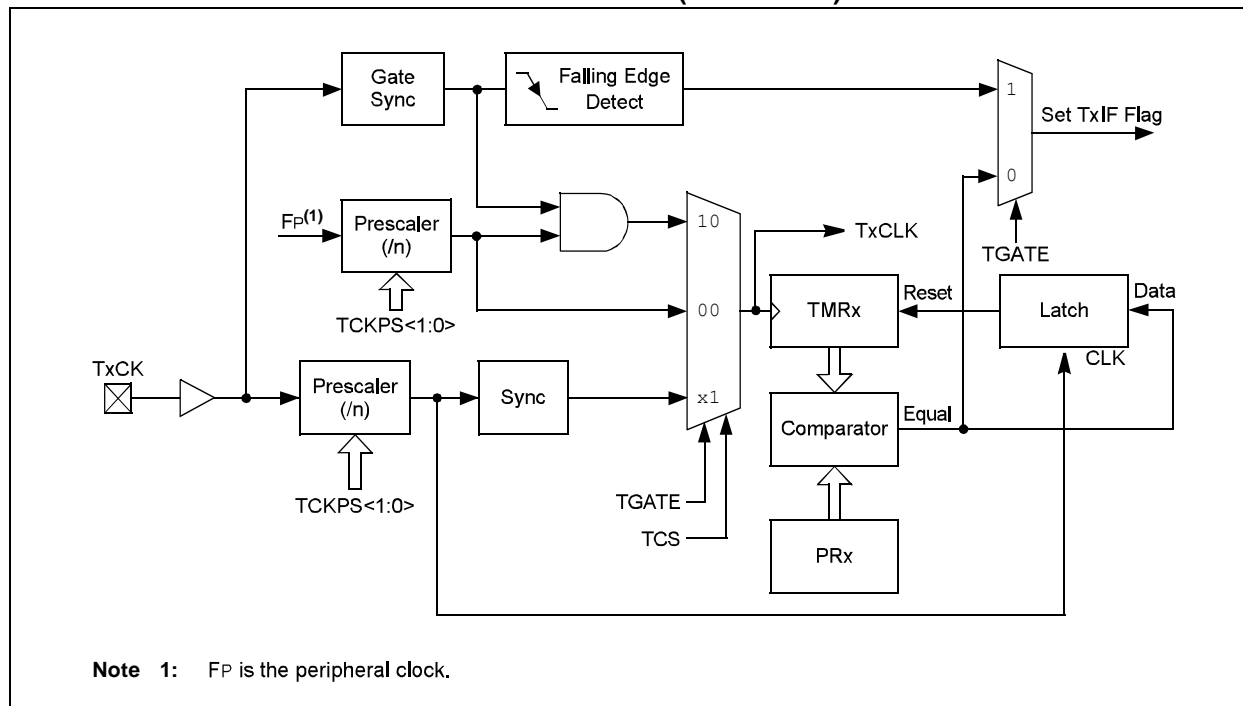 Gate
Sync
Falling Edge
Detect
1
Set TxIF Flag
0
FP(1)
Prescaler
(/n)
10
TxCLK
TGATE
TCKPS<1:0>
00
TMRx
Reset
Latch
Data
CLK
TxCK
Prescaler
(/n)
Sync
x1
Comparator
Equal
TCKPS<1:0>
TGATE
TCS
PRx
Note 1: FP is the peripheral clock.